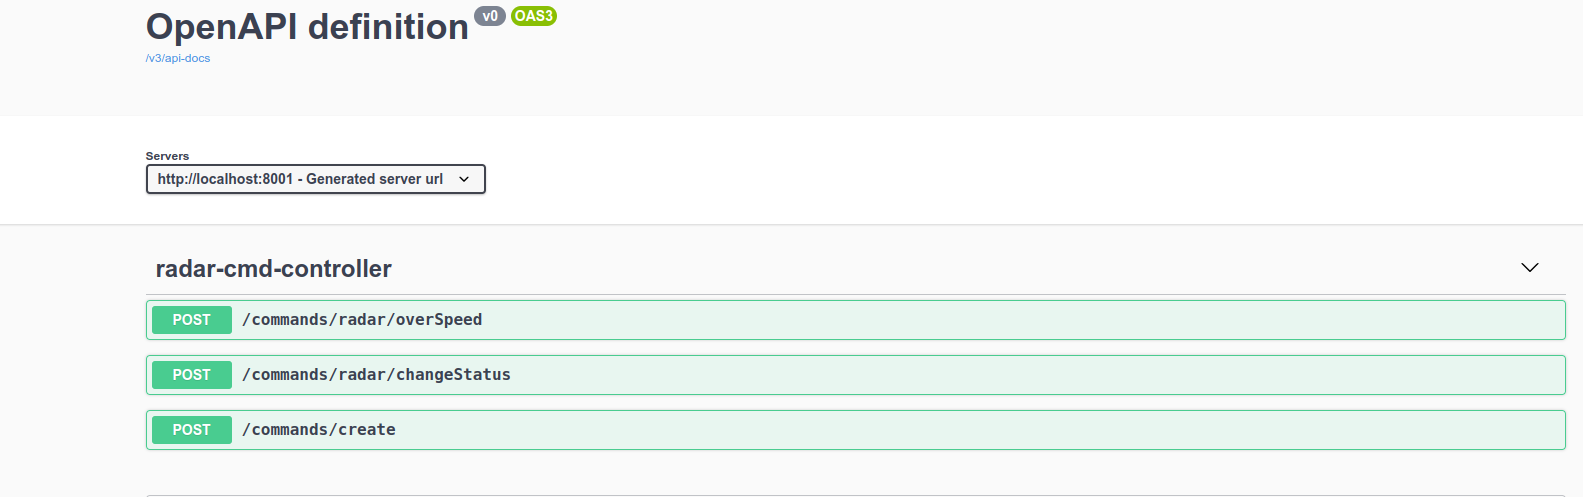 OpenAPI definition v0 OAS3
/v3/api-docs
Servers
http://localhost:8001 - Generated server url
radar-cmd-controller
POST /commands/radar/overSpeed
POST /commands/radar/changeStatus
POST /commands/create